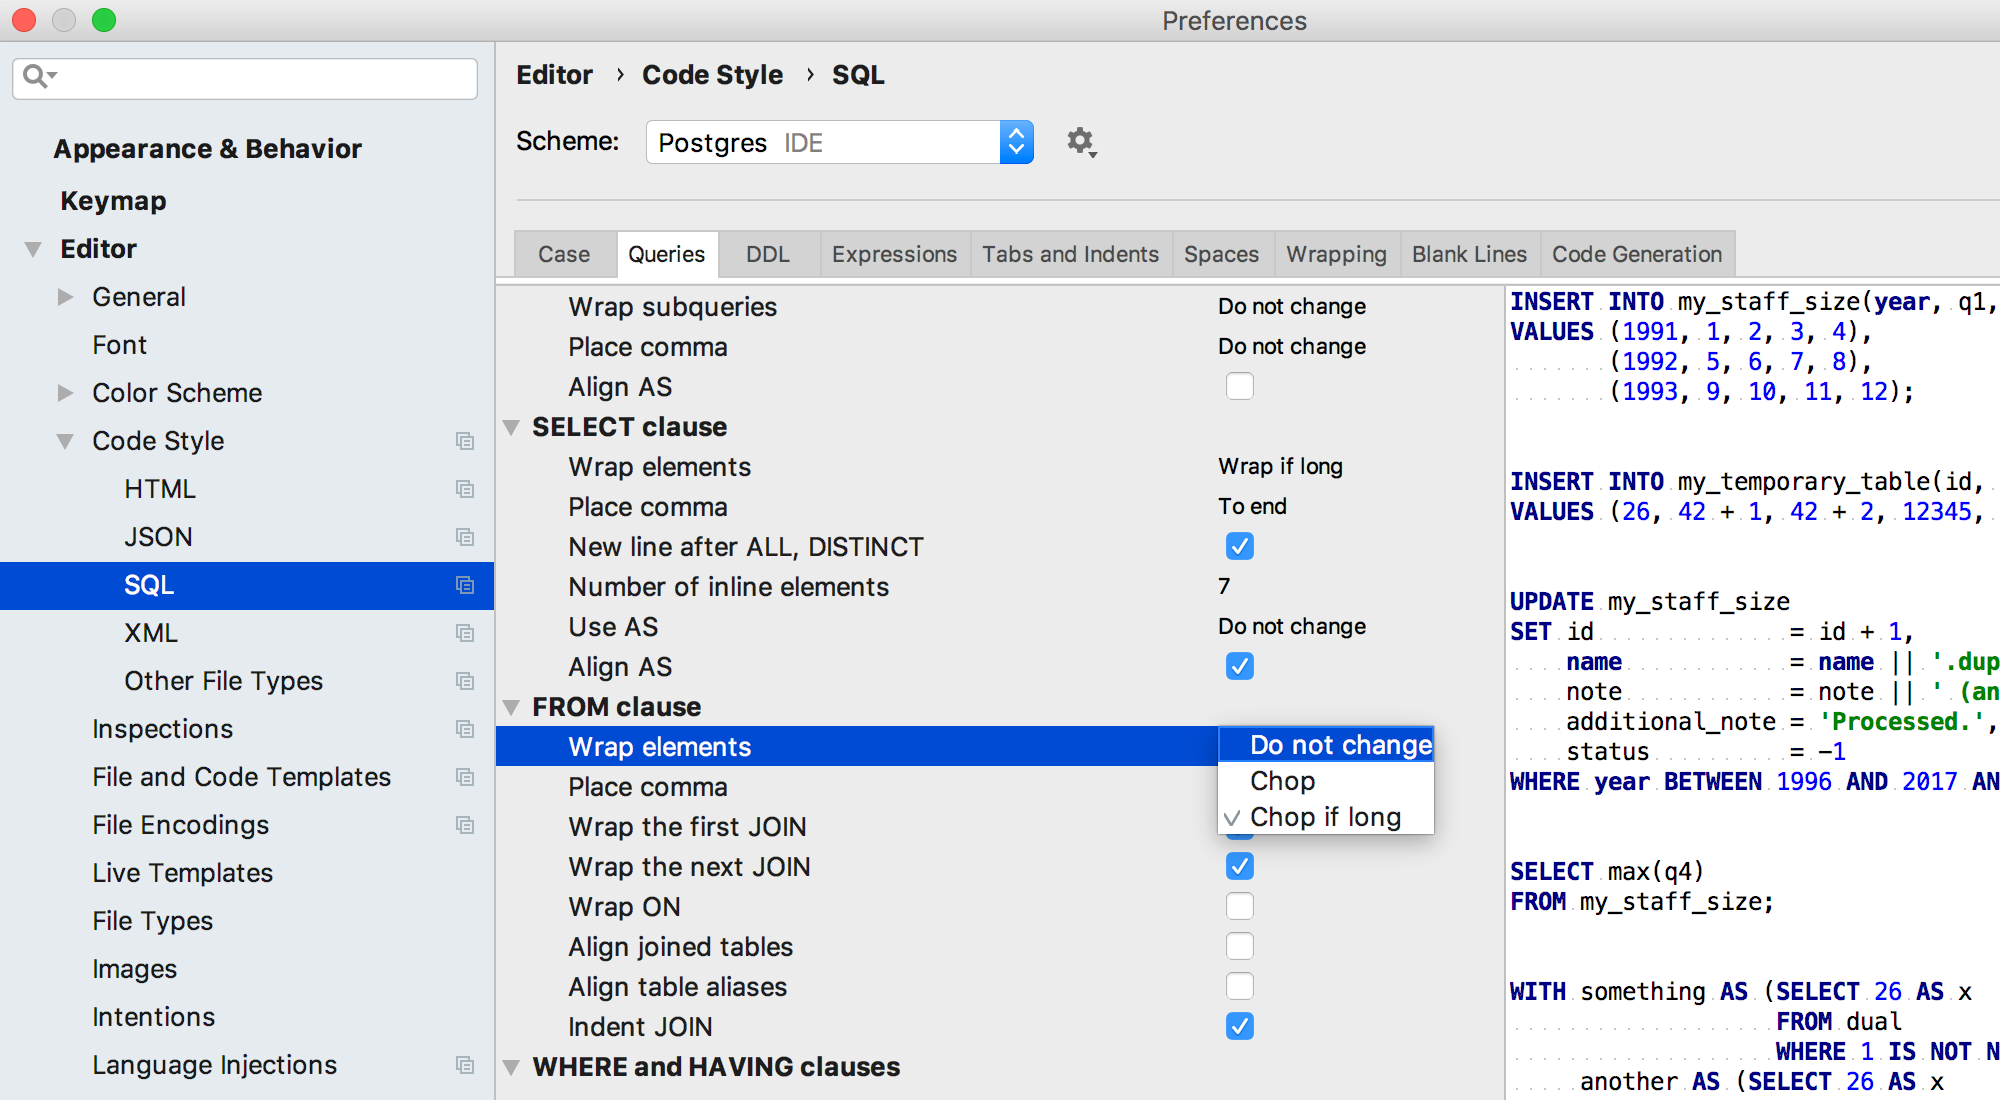 Preferences
Editor › Code Style › SQL
Scheme: Postgres IDE
Appearance & Behavior
Keymap
Editor
General
Font
Color Scheme
Code Style
HTML
JSON
SQL
XML
Other File Types
Inspections
File and Code Templates
File Encodings
Live Templates
File Types
Images
Intentions
Language Injections
Case Queries DDL Expressions Tabs and Indents Spaces Wrapping Blank Lines Code Generation
Wrap subqueries Do not change
Place comma Do not change
Align AS
SELECT clause
Wrap elements Wrap if long
Place comma To end
New line after ALL, DISTINCT
Number of inline elements 7
Use AS Do not change
Align AS
FROM clause
Wrap elements
Do not change
Chop
Chop if long
Place comma
Wrap the first JOIN
Wrap the next JOIN
Wrap ON
Align joined tables
Align table aliases
Indent JOIN
WHERE and HAVING clauses
INSERT INTO my_staff_size(year, q1,
VALUES (1991, 1, 2, 3, 4),
(1992, 5, 6, 7, 8),
(1993, 9, 10, 11, 12);
INSERT INTO my_temporary_table(id,
VALUES (26, 42 + 1, 42 + 2, 12345,
UPDATE my_staff_size
SET id = id + 1,
name = name || '.dup
note = note || ' (an
additional_note = 'Processed.',
status = -1
WHERE year BETWEEN 1996 AND 2017 AN
SELECT max(q4)
FROM my_staff_size;
WITH something AS (SELECT 26 AS x
FROM dual
WHERE 1 IS NOT N
another AS (SELECT 26 AS x